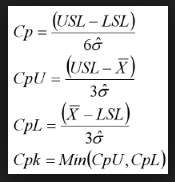 Cp = (USL – LSL) / 6σ̂
CpU = (USL – X̅) / 3σ̂
CpL = (X̅ – LSL) / 3σ̂
Cpk = Min(CpU, CpL)